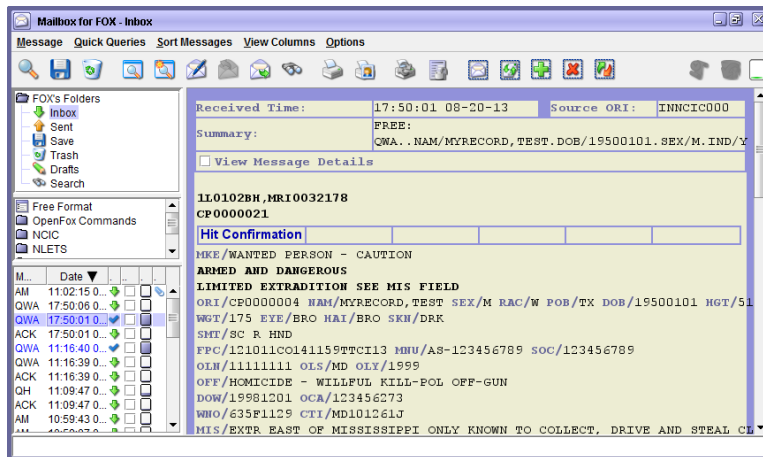 Mailbox for FOX - Inbox
Message Quick Queries Sort Messages View Columns Options
FOX's Folders
Inbox
Sent
Save
Trash
Drafts
Search
Free Format
OpenFox Commands
NCIC
NLETS
M... Date ▼ . .. . .
AM 11:02:15 0...
QWA 17:50:06 0...
QWA 17:50:01 0...
ACK 17:50:01 0...
QWA 11:16:40 0...
QWA 11:16:39 0...
ACK 11:16:39 0...
QH 11:09:47 0...
ACK 11:09:47 0...
AM 10:59:43 0...
Received Time: 17:50:01 08-20-13 Source ORI: INNCIC000
Summary: FREE:
QWA..NAM/MYRECORD,TEST.DOB/19500101.SEX/M.IND/Y
View Message Details
1L0102BH,MRI0032178
CP0000021
Hit Confirmation
MKE/WANTED PERSON - CAUTION
ARMED AND DANGEROUS
LIMITED EXTRADITION SEE MIS FIELD
ORI/CP0000004 NAM/MYRECORD,TEST SEX/M RAC/W POB/TX DOB/19500101 HGT/51
WGT/175 EYE/BRO HAI/BRO SKN/DRK
SMT/SC R HND
FPC/121011CO141159TTCI13 MNU/AS-123456789 SOC/123456789
OLN/11111111 OLS/MD OLY/1999
OFF/HOMICIDE - WILLFUL KILL-POL OFF-GUN
DOW/19981201 OCA/123456273
WNO/635F1129 CTI/MD101261J
MIS/EXTR EAST OF MISSISSIPPI ONLY KNOWN TO COLLECT, DRIVE AND STEAL CL